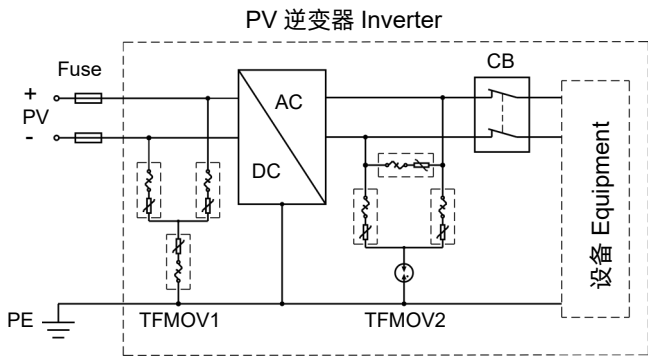 PV 逆变器 Inverter
Fuse
CB
+
PV
-
AC
DC
设备 Equipment
PE
TFMOV1
TFMOV2